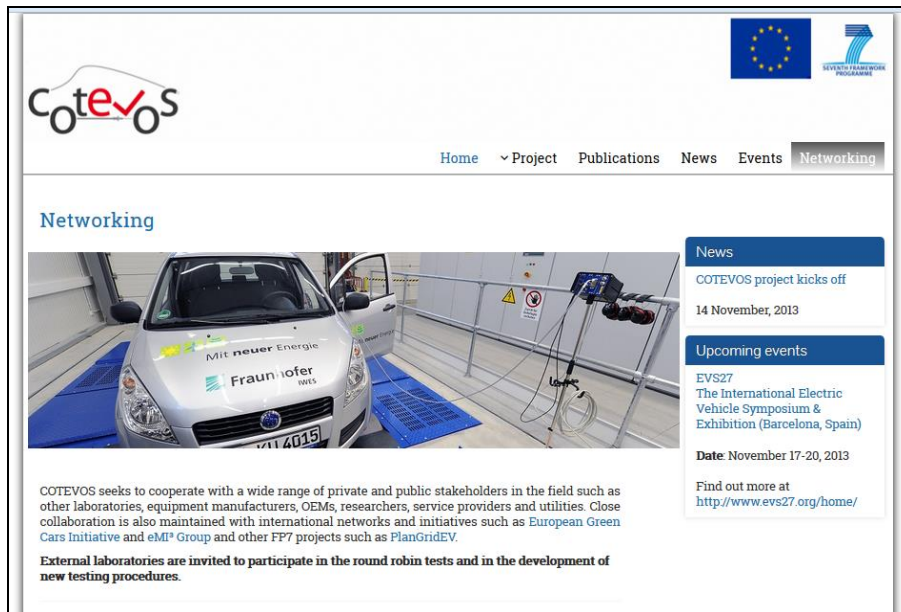 cotevos
SEVENTH FRAMEWORK
PROGRAMME
Home Project Publications News Events Networking
Networking
Mit neuer Energie
Fraunhofer
IWES
KU 4015
News
COTEVOS project kicks off
14 November, 2013
Upcoming events
EVS27
The International Electric
Vehicle Symposium &
Exhibition (Barcelona, Spain)
Date: November 17-20, 2013
Find out more at
http://www.evs27.org/home/
COTEVOS seeks to cooperate with a wide range of private and public stakeholders in the field such as
other laboratories, equipment manufacturers, OEMs, researchers, service providers and utilities. Close
collaboration is also maintained with international networks and initiatives such as European Green
Cars Initiative and eMI³ Group and other FP7 projects such as PlanGridEV.
External laboratories are invited to participate in the round robin tests and in the development of
new testing procedures.